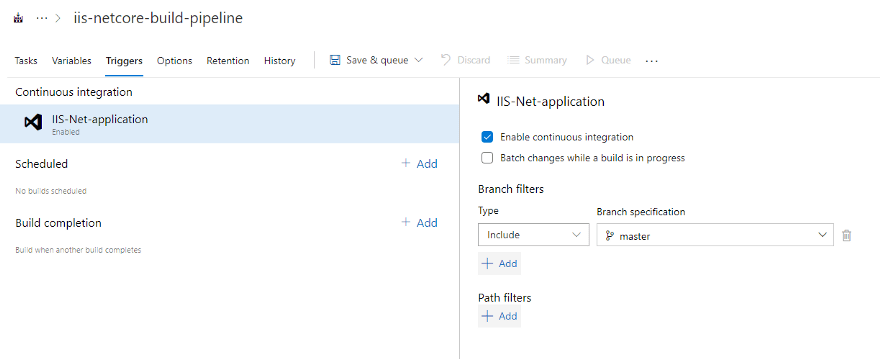 ··· > iis-netcore-build-pipeline
Tasks Variables Triggers Options Retention History Save & queue Discard Summary Queue ...
Continuous integration
IIS-Net-application
Enabled
Scheduled + Add
No builds scheduled
Build completion + Add
Build when another build completes
IIS-Net-application
Enable continuous integration
Batch changes while a build is in progress
Branch filters
Type Branch specification
Include master
+ Add
Path filters
+ Add